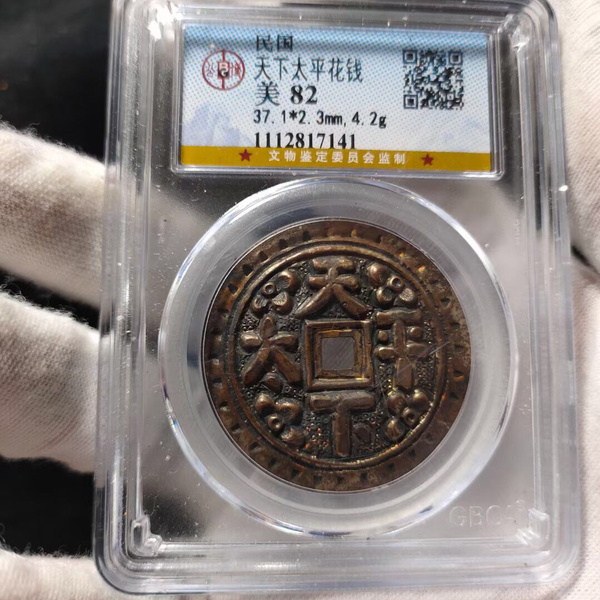 民国
天下太平花钱
美 82
37.1*2.3mm,4.2g
1112817141
文物鉴定委员会监制
天
太 平
下
GBC